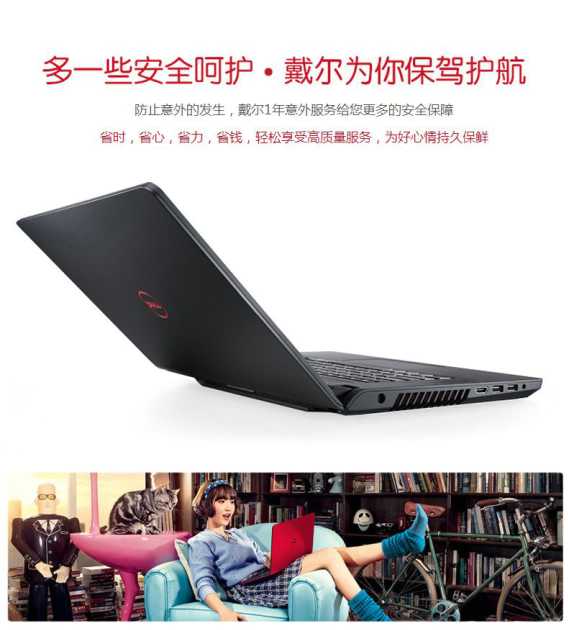 多一些安全呵护·戴尔为你保驾护航
防止意外的发生，戴尔1年意外服务给您更多的安全保障
省时，省心，省力，省钱，轻松享受高质量服务，为好心情持久保鲜
DELL